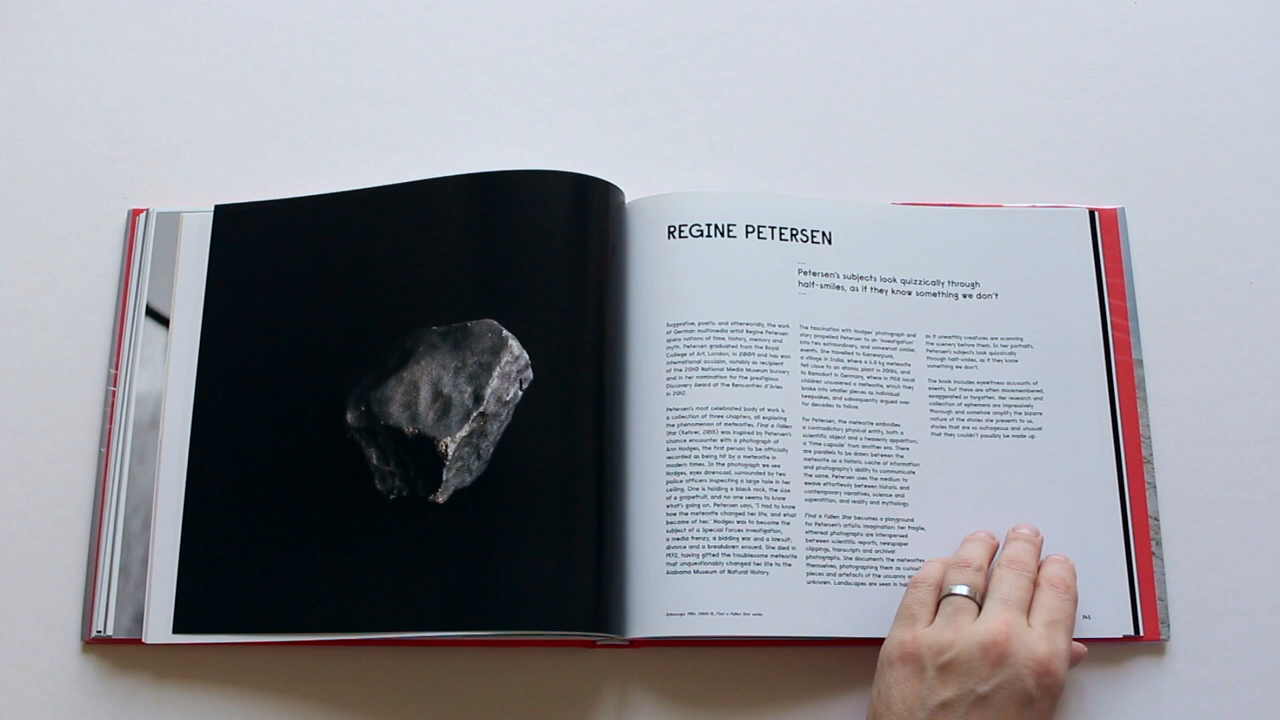 REGINE PETERSEN
Petersen's subjects look quizzically through
half-smiles, as if they know something we don't
Suggestive, poetic and otherworldly, the work
of German multimedia artist Regine Petersen
spans notions of time, history, memory and
myth. Petersen graduated from the Royal
College of Art, London, in 2009 and has won
international acclaim, notably as recipient
of the 2010 National Media Museum bursary
and in her nomination for the prestigious
Discovery Award at the Rencontres d'Arles
in 2012.
Petersen's most celebrated body of work is
a collection of three chapters, all exploring
the phenomenon of meteorites. Find a Fallen
Star (Kehrer, 2015) was inspired by Petersen's
chance encounter with a photograph of
Ann Hodges, the first person to be officially
recorded as being hit by a meteorite in
modern times. In the photograph we see
Hodges, eyes downcast, surrounded by two
police officers inspecting a large hole in her
ceiling. One is holding a black rock, the size
of a grapefruit, and no one seems to know
what's going on. Petersen says, 'I had to know
how the meteorite changed her life, and what
became of her.' Hodges was to become the
subject of a Special Forces investigation,
a media frenzy, a bidding war and a lawsuit;
divorce and a breakdown ensued. She died in
1972, having gifted the troublesome meteorite
that unquestionably changed her life to the
Alabama Museum of Natural History.
The fascination with Hodges' photograph and
story propelled Petersen to an 'investigation'
into two extraordinary, and somewhat similar,
events. She travelled to Kanwarpura,
a village in India, where a 6.8 kg meteorite
fell close to an atomic plant in 2006, and
to Ramsdorf in Germany, where in 1958 local
children uncovered a meteorite, which they
broke into smaller pieces as individual
keepsakes, and subsequently argued over
for decades to follow.
For Petersen, the meteorite embodies
a contradictory physical entity, both a
scientific object and a heavenly apparition;
a 'time capsule' from another era. There
are parallels to be drawn between the
meteorite as a historic cache of information
and photography's ability to communicate
the same. Petersen uses the medium to
weave effortlessly between historic and
contemporary narratives, science and
superstition, and reality and mythology.
Find a Fallen Star becomes a playground
for Petersen's artistic imagination: her fragile,
ethereal photographs are interspersed
between scientific reports, newspaper
clippings, transcripts and archival
photographs. She documents the meteorites
themselves, photographing them as
pieces and artefacts of the uncanny
unknown. Landscapes are seen in
as if unearthly creatures are scanning
the scenery before them. In her portraits,
Petersen's subjects look quizzically
through half-smiles, as if they know
something we don't.
The book includes eyewitness accounts of
events, but these are often misremembered,
exaggerated or forgotten. Her research and
collection of ephemera are impressively
thorough and somehow amplify the bizarre
nature of the stories she presents to us,
stories that are so outrageous and unusual
that they couldn't possibly be made up.
Find a Fallen Star series
145